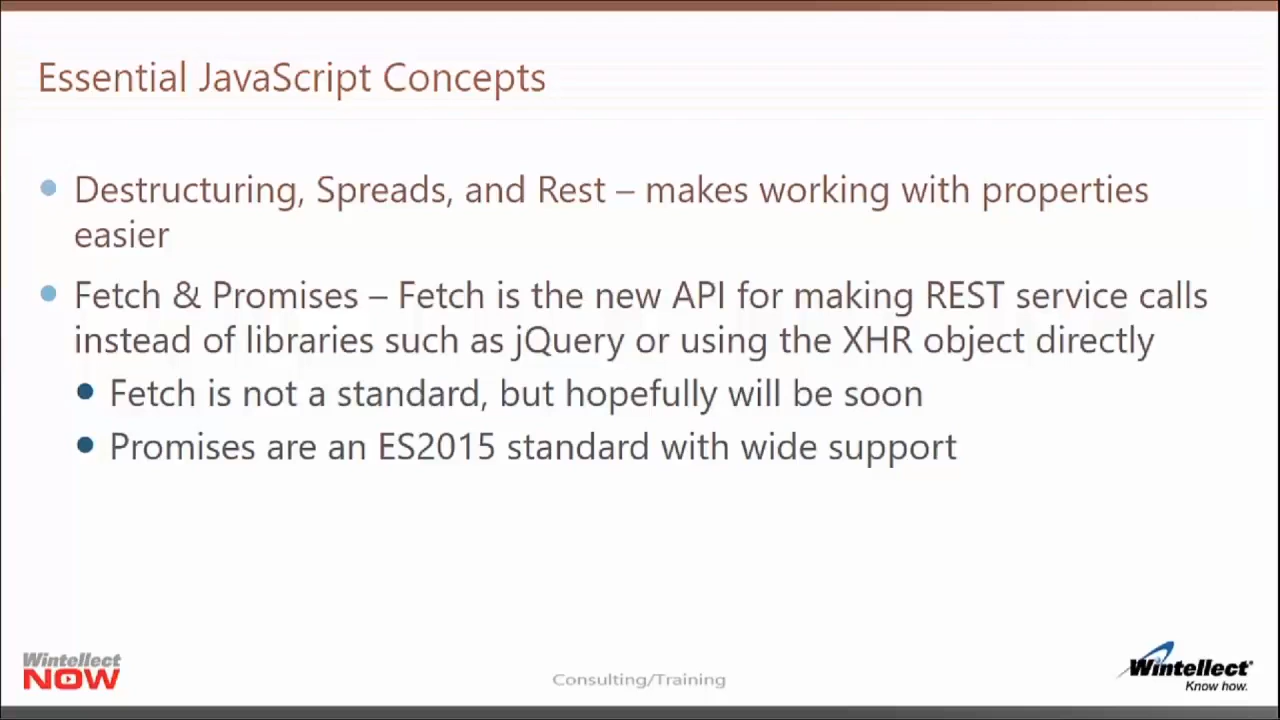 Essential JavaScript Concepts
Destructuring, Spreads, and Rest – makes working with properties
easier
Fetch & Promises – Fetch is the new API for making REST service calls
instead of libraries such as jQuery or using the XHR object directly
Fetch is not a standard, but hopefully will be soon
Promises are an ES2015 standard with wide support
Wintellect
NOW
Consulting/Training
Wintellect®
Know how.